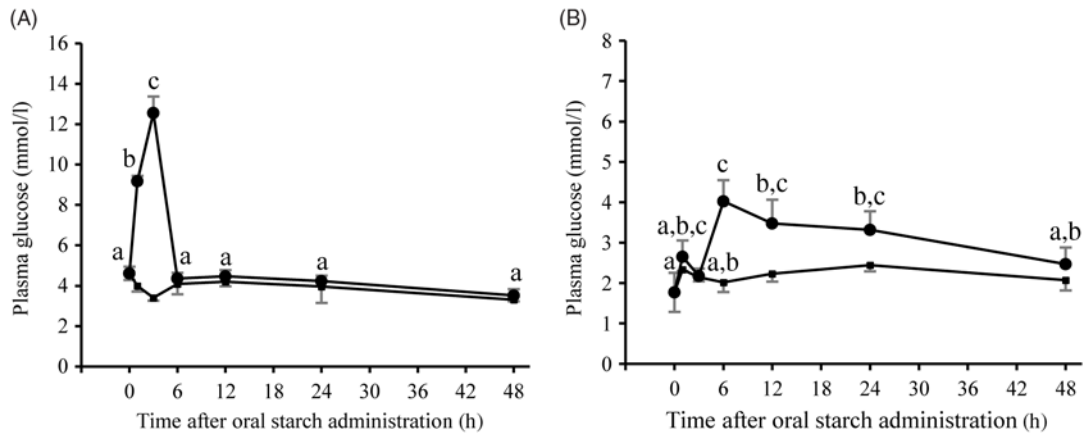 (A)
Plasma glucose (mmol/l)
16
14
12
10
8
6
4
2
0
c
b
a
a
a
a
a
0 6 12 18 24 30 36 42 48
Time after oral starch administration (h)
(B)
Plasma glucose (mmol/l)
8
7
6
5
4
3
2
1
0
c
b,c
b,c
a,b,c
a
a,b
a,b
0 6 12 18 24 30 36 42 48
Time after oral starch administration (h)